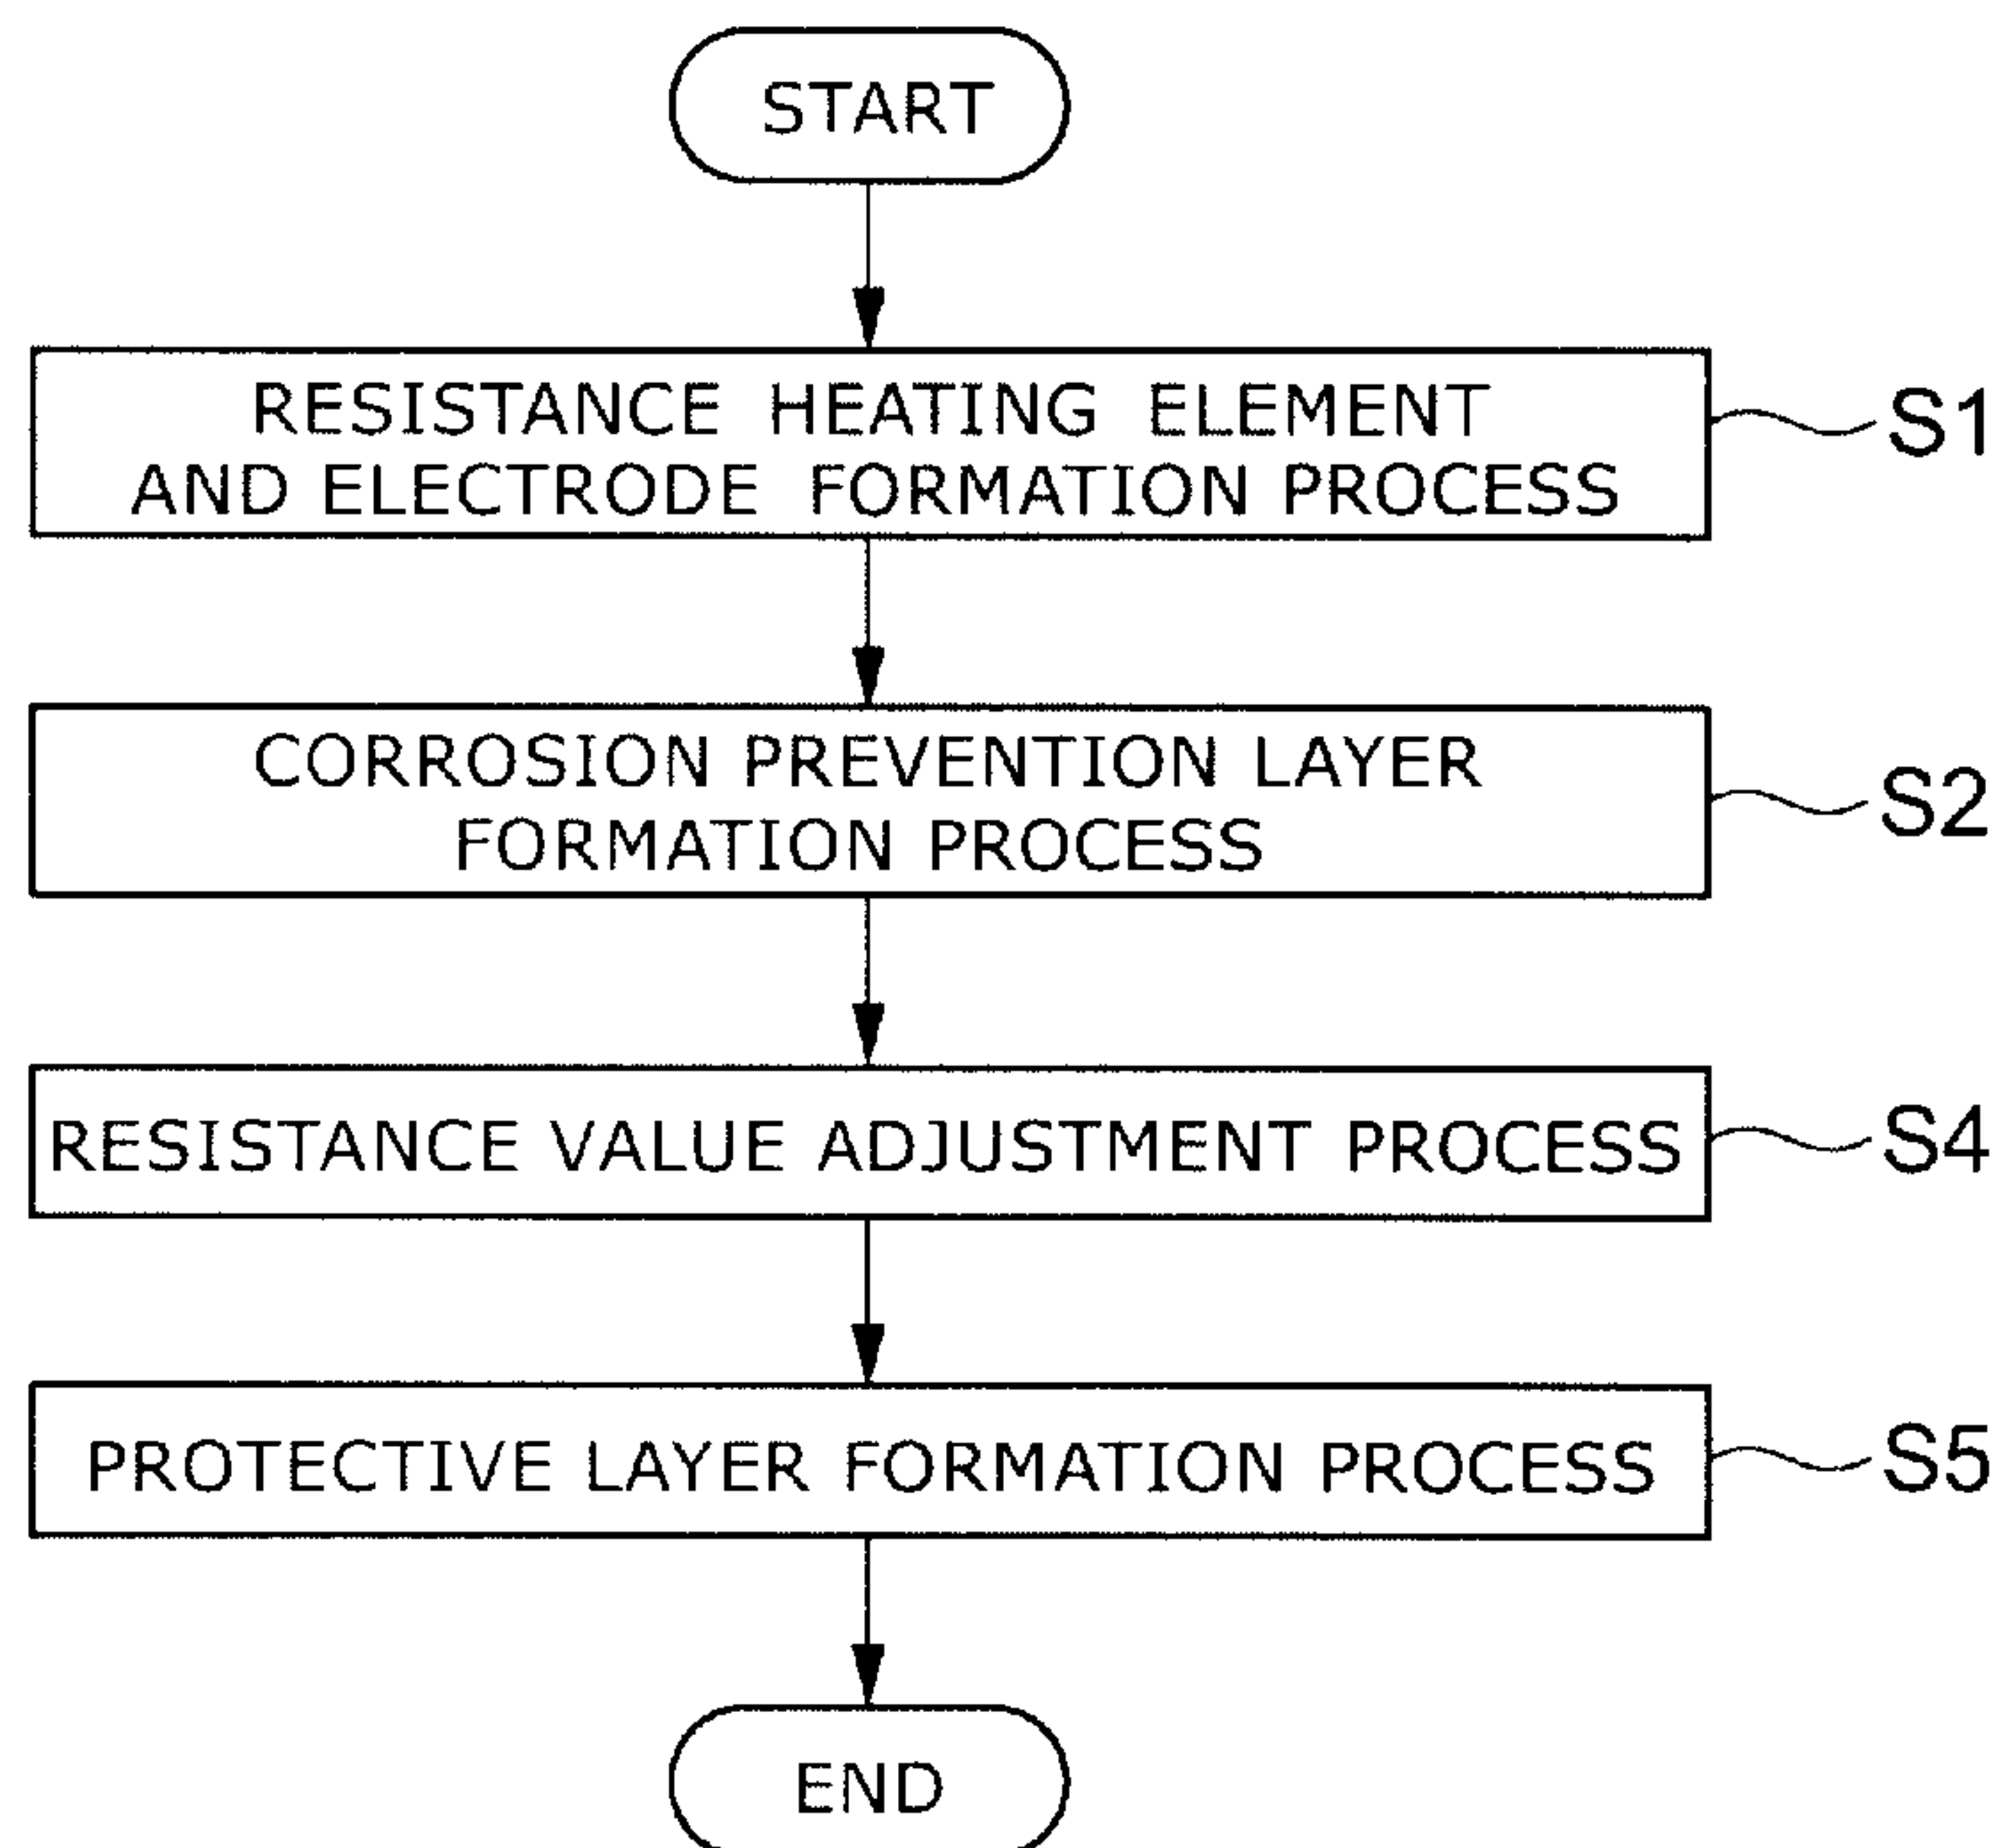 START
RESISTANCE HEATING ELEMENT
AND ELECTRODE FORMATION PROCESS
S1
CORROSION PREVENTION LAYER
FORMATION PROCESS
S2
RESISTANCE VALUE ADJUSTMENT PROCESS
S4
PROTECTIVE LAYER FORMATION PROCESS
S5
END